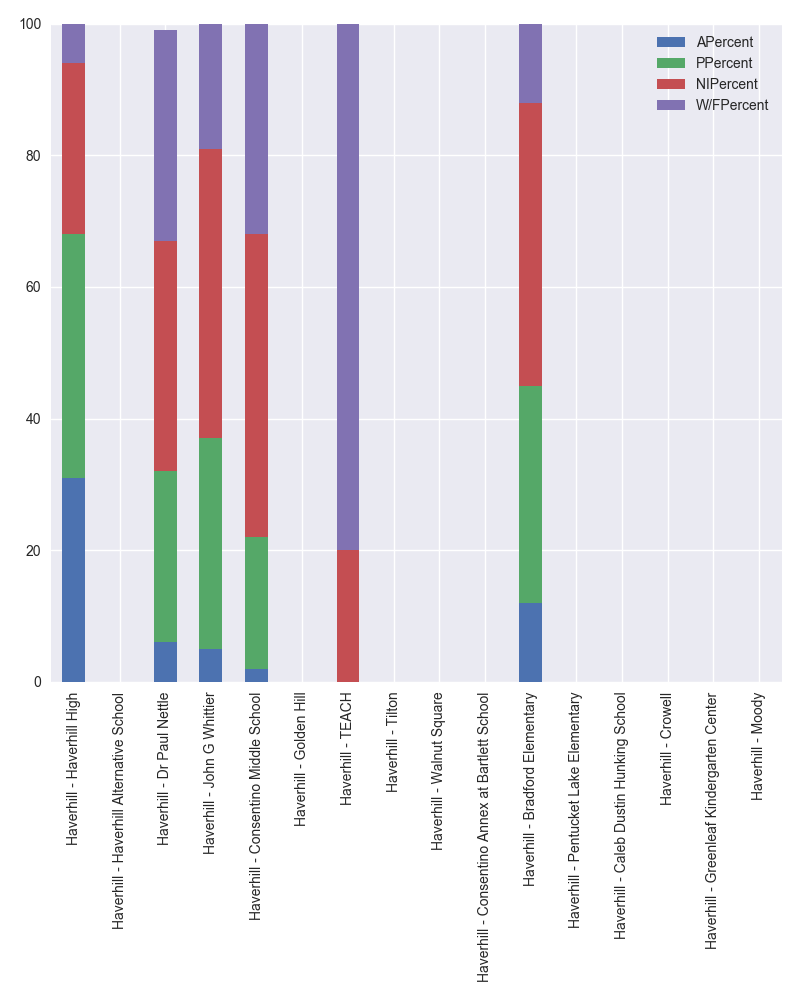 100
80
60
40
20
0
APercent
PPercent
NIPercent
W/FPercent
Haverhill - Haverhill High
Haverhill - Haverhill Alternative School
Haverhill - Dr Paul Nettle
Haverhill - John G Whittier
Haverhill - Consentino Middle School
Haverhill - Golden Hill
Haverhill - TEACH
Haverhill - Tilton
Haverhill - Walnut Square
Haverhill - Consentino Annex at Bartlett School
Haverhill - Bradford Elementary
Haverhill - Pentucket Lake Elementary
Haverhill - Caleb Dustin Hunking School
Haverhill - Crowell
Haverhill - Greenleaf Kindergarten Center
Haverhill - Moody